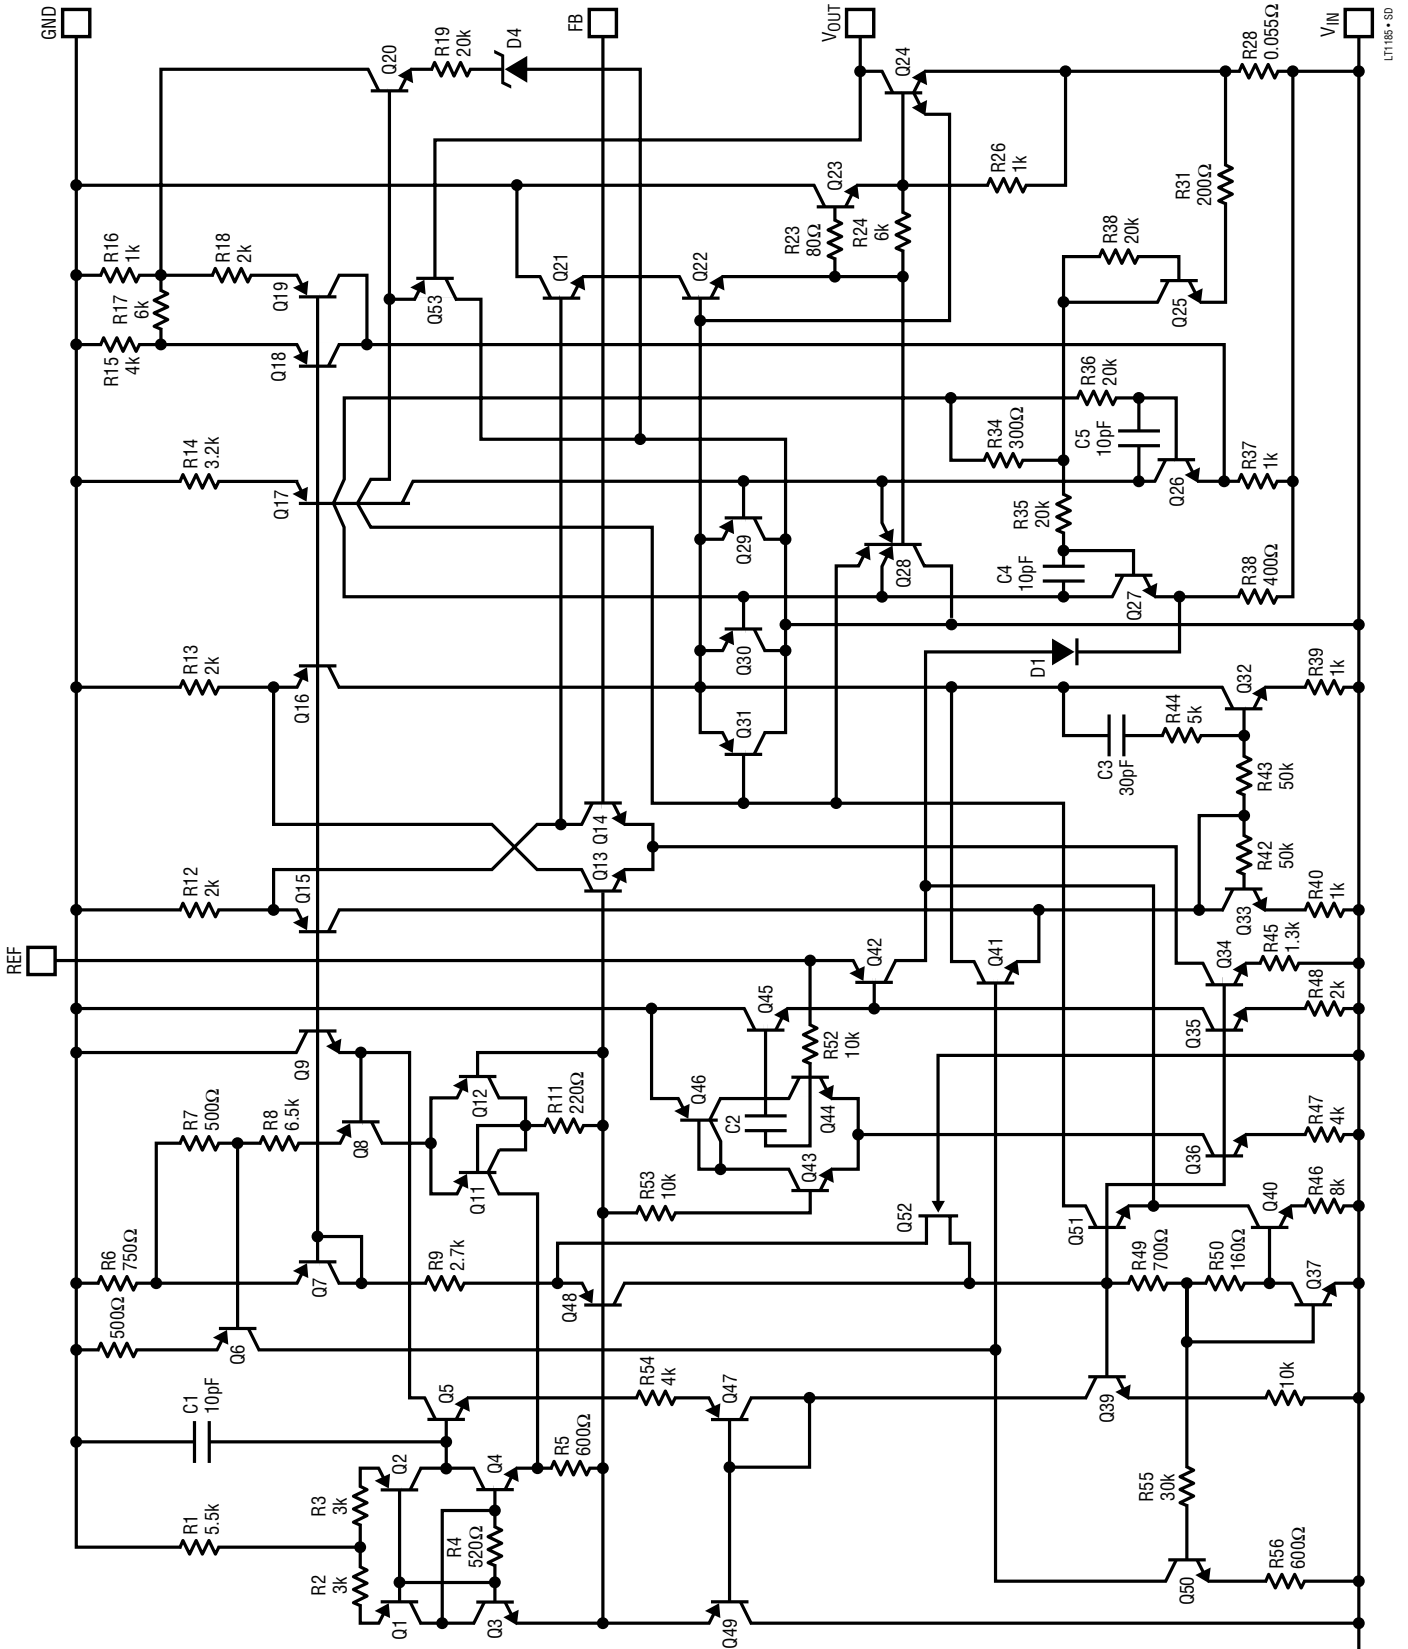 GND
FB
VOUT
VIN
LT1185 • SD
Q20
R19
20k
D4
Q24
R28
0.055Ω
R16
1k
R17
6k
R15
4k
R18
2k
Q19
Q18
Q53
Q21
Q22
Q23
R23
80Ω
R24
6k
R26
1k
R31
200Ω
R38
20k
Q25
R36
20k
R34
300Ω
C5
10pF
Q26
R37
1k
R14
3.2k
Q17
Q29
Q28
R35
20k
C4
10pF
Q27
R38
400Ω
R13
2k
Q16
Q30
Q31
D1
Q32
R39
1k
R44
5k
C3
30pF
R43
50k
R42
50k
Q13
Q14
R12
2k
Q15
Q33
R40
1k
REF
Q42
Q41
Q34
R45
1.3k
Q45
Q35
R48
2k
R52
10k
Q9
R7
500Ω
R8
6.5k
Q8
Q12
R11
220Ω
Q11
Q46
C2
Q44
Q43
R53
10k
Q36
R47
4k
Q52
Q51
Q40
R46
8k
R6
750Ω
Q7
R9
2.7k
Q48
R49
700Ω
R50
160Ω
Q37
500Ω
Q6
C1
10pF
Q5
R54
4k
Q47
Q39
10k
R3
3k
Q2
Q4
R5
600Ω
R1
5.5k
R4
520Ω
R2
3k
Q1
Q3
Q49
R55
30k
Q50
R56
600Ω